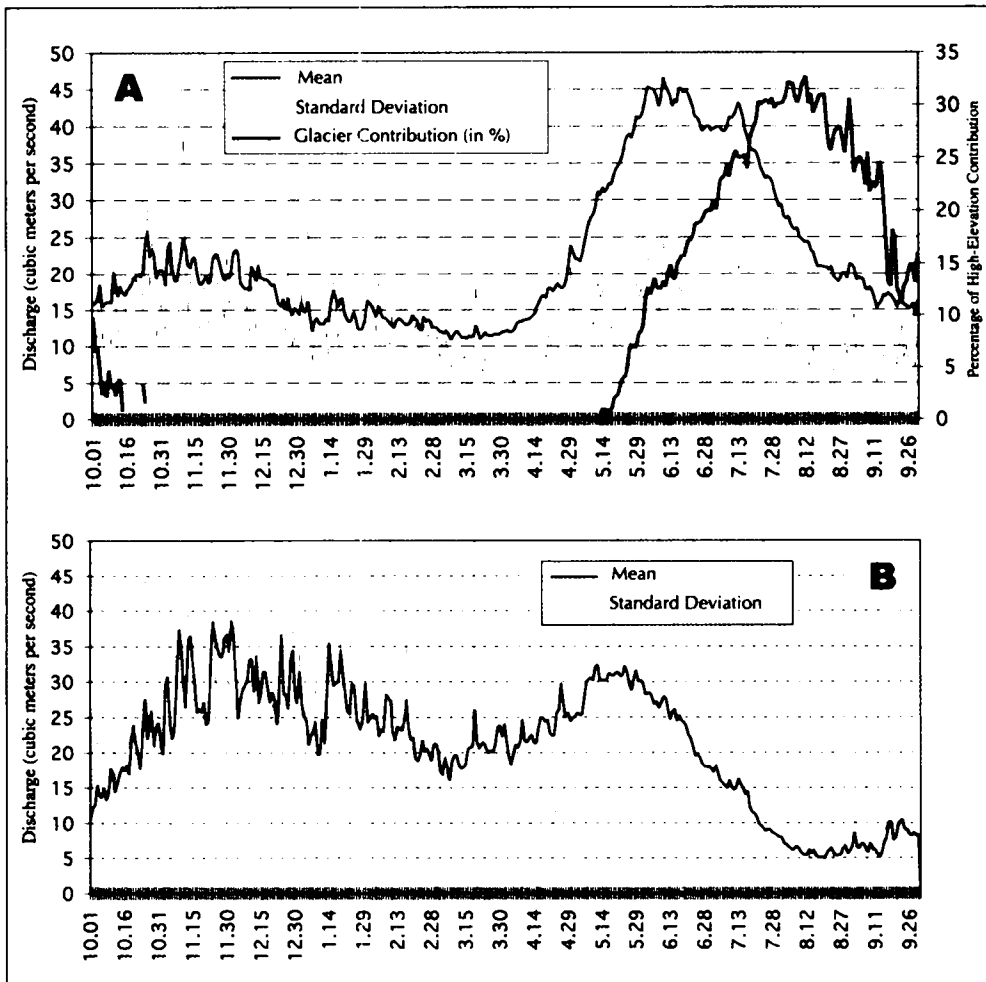 A
Mean
Standard Deviation
Glacier Contribution (in %)
Discharge (cubic meters per second)
50
45
40
35
30
25
20
15
10
5
0
Percentage of High-Elevation Contribution
35
30
25
20
15
10
5
0
10.01 10.16 10.31 11.15 11.30 12.15 12.30 1.14 1.29 2.13 2.28 3.15 3.30 4.14 4.29 5.14 5.29 6.13 6.28 7.13 7.28 8.12 8.27 9.11 9.26
B
Mean
Standard Deviation
Discharge (cubic meters per second)
50
45
40
35
30
25
20
15
10
5
0
10.01 10.16 10.31 11.15 11.30 12.15 12.30 1.14 1.29 2.13 2.28 3.15 3.30 4.14 4.29 5.14 5.29 6.13 6.28 7.13 7.28 8.12 8.27 9.11 9.26